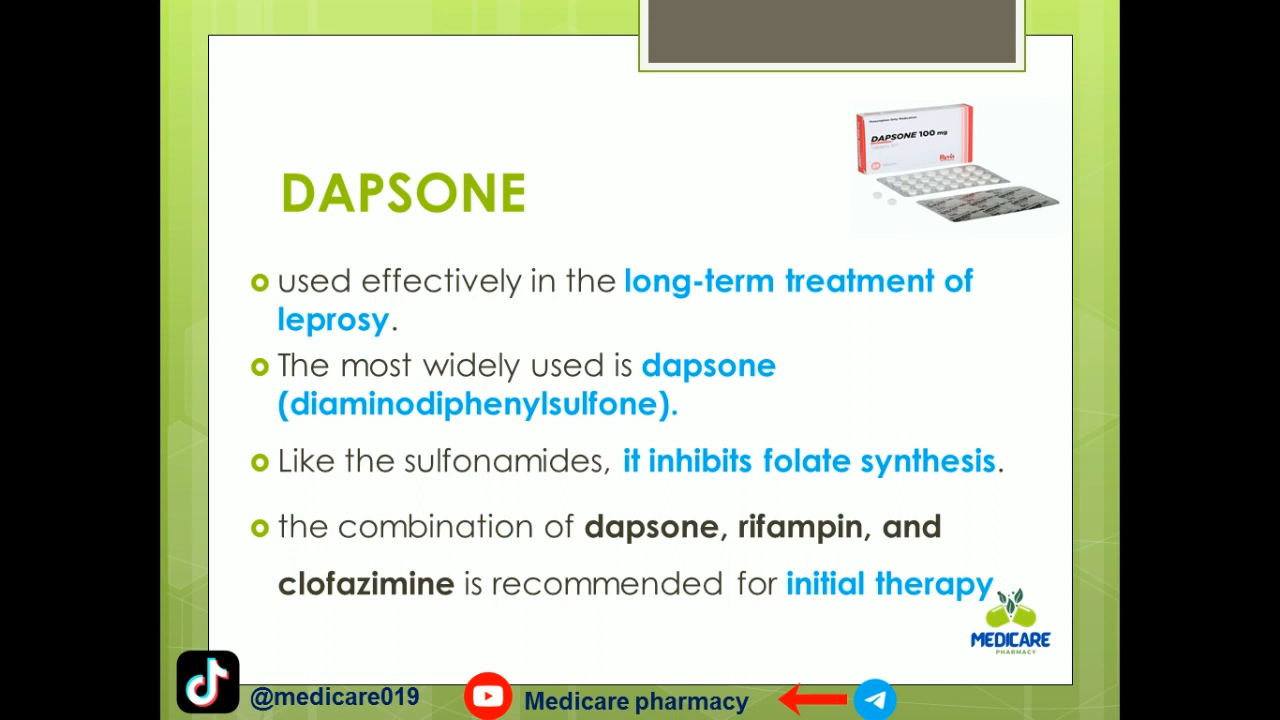 DAPSONE 100 mg
DAPSONE
used effectively in the long-term treatment of
leprosy.
The most widely used is dapsone
(diaminodiphenylsulfone).
Like the sulfonamides, it inhibits folate synthesis.
the combination of dapsone, rifampin, and
clofazimine is recommended for initial therapy
MEDICARE
PHARMACY
@medicare019
Medicare pharmacy